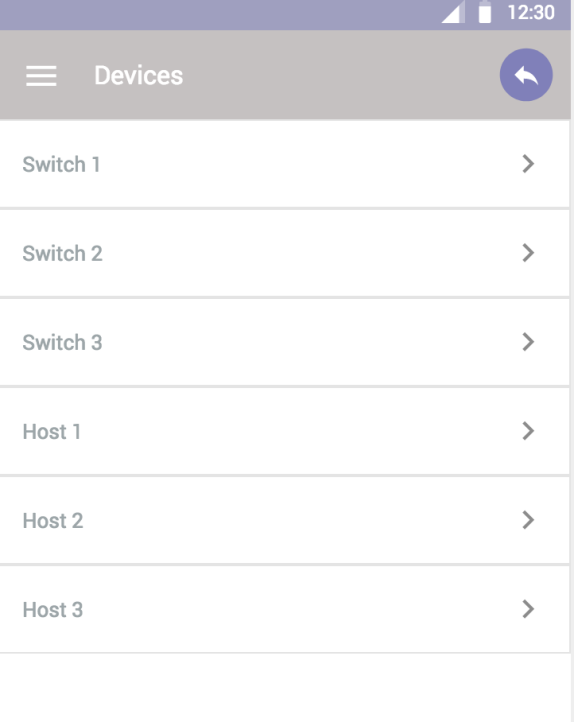 12:30
Devices
Switch 1
Switch 2
Switch 3
Host 1
Host 2
Host 3